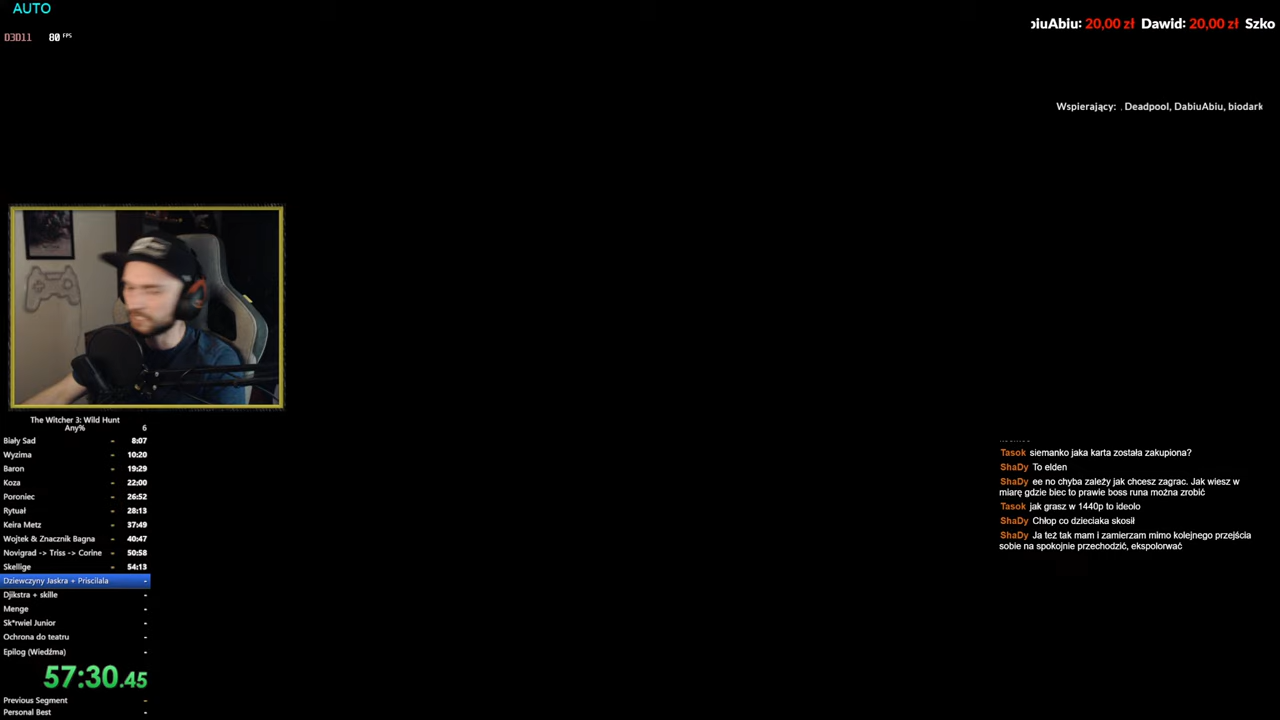 AUTO
D3D11 80 FPS
biuAbiu: 20,00 zł Dawid: 20,00 zł Szko
Wspierający: , Deadpool, DabiuAbiu, biodark
The Witcher 3: Wild Hunt
Any% 6
Biały Sad - 8:07
Wyzima - 10:20
Baron - 19:29
Koza - 22:00
Poroniec - 26:52
Rytuał - 28:13
Keira Metz - 37:49
Wojtek & Znacznik Bagna - 40:47
Novigrad -> Triss -> Corine - 50:58
Skellige - 54:13
Dziewczyny Jaskra + Priscilala -
Djikstra + skille -
Menge -
Sk*rwiel Junior -
Ochrona do teatru -
Epilog (Wiedźma) -
57:30.45
Previous Segment -
Personal Best -
Tasok siemanko jaka karta została zakupiona?
ShaDy To elden
ShaDy ee no chyba zależy jak chcesz zagrac. Jak wiesz w
miarę gdzie biec to prawie boss runa można zrobić
Tasok jak grasz w 1440p to ideolo
ShaDy Chłop co dzieciaka skosił
ShaDy Ja też tak mam i zamierzam mimo kolejnego przejścia
sobie na spokojnie przechodzić, ekspolorwać